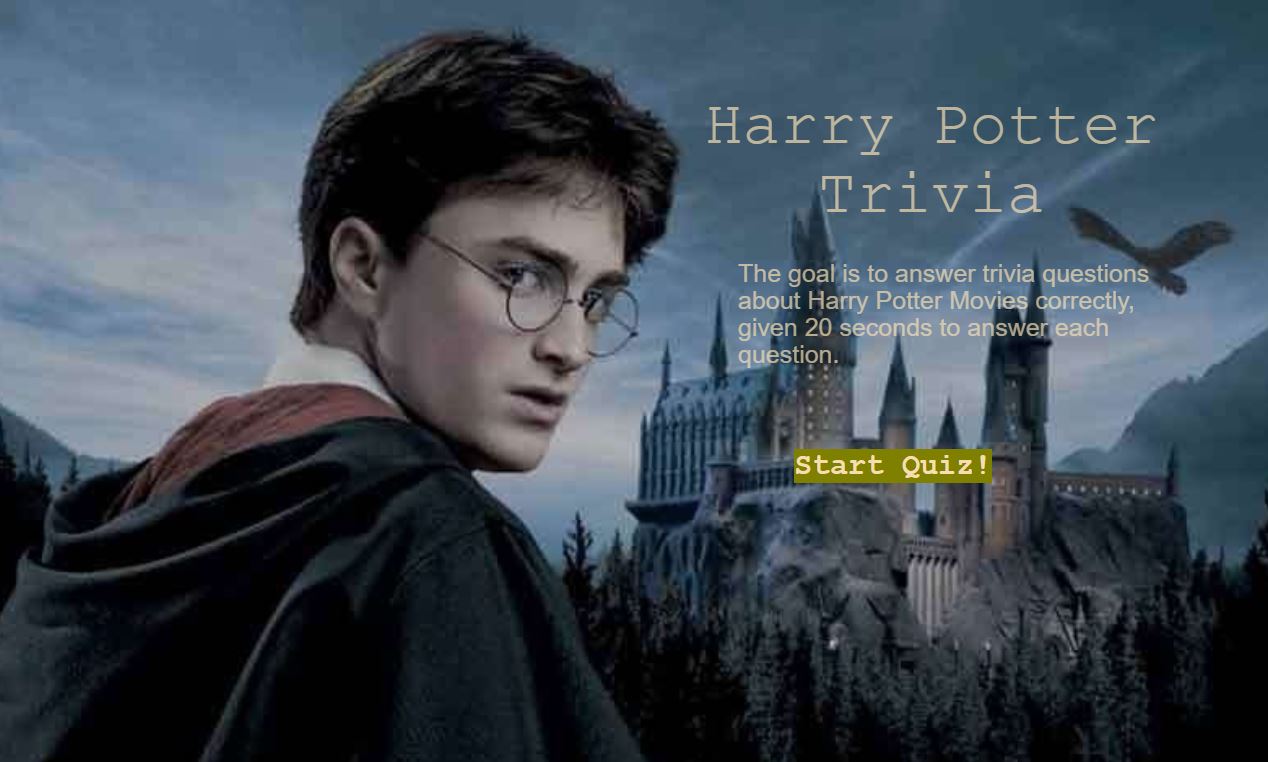 Harry Potter
Trivia
The goal is to answer trivia questions
about Harry Potter Movies correctly,
given 20 seconds to answer each
question.
Start Quiz!